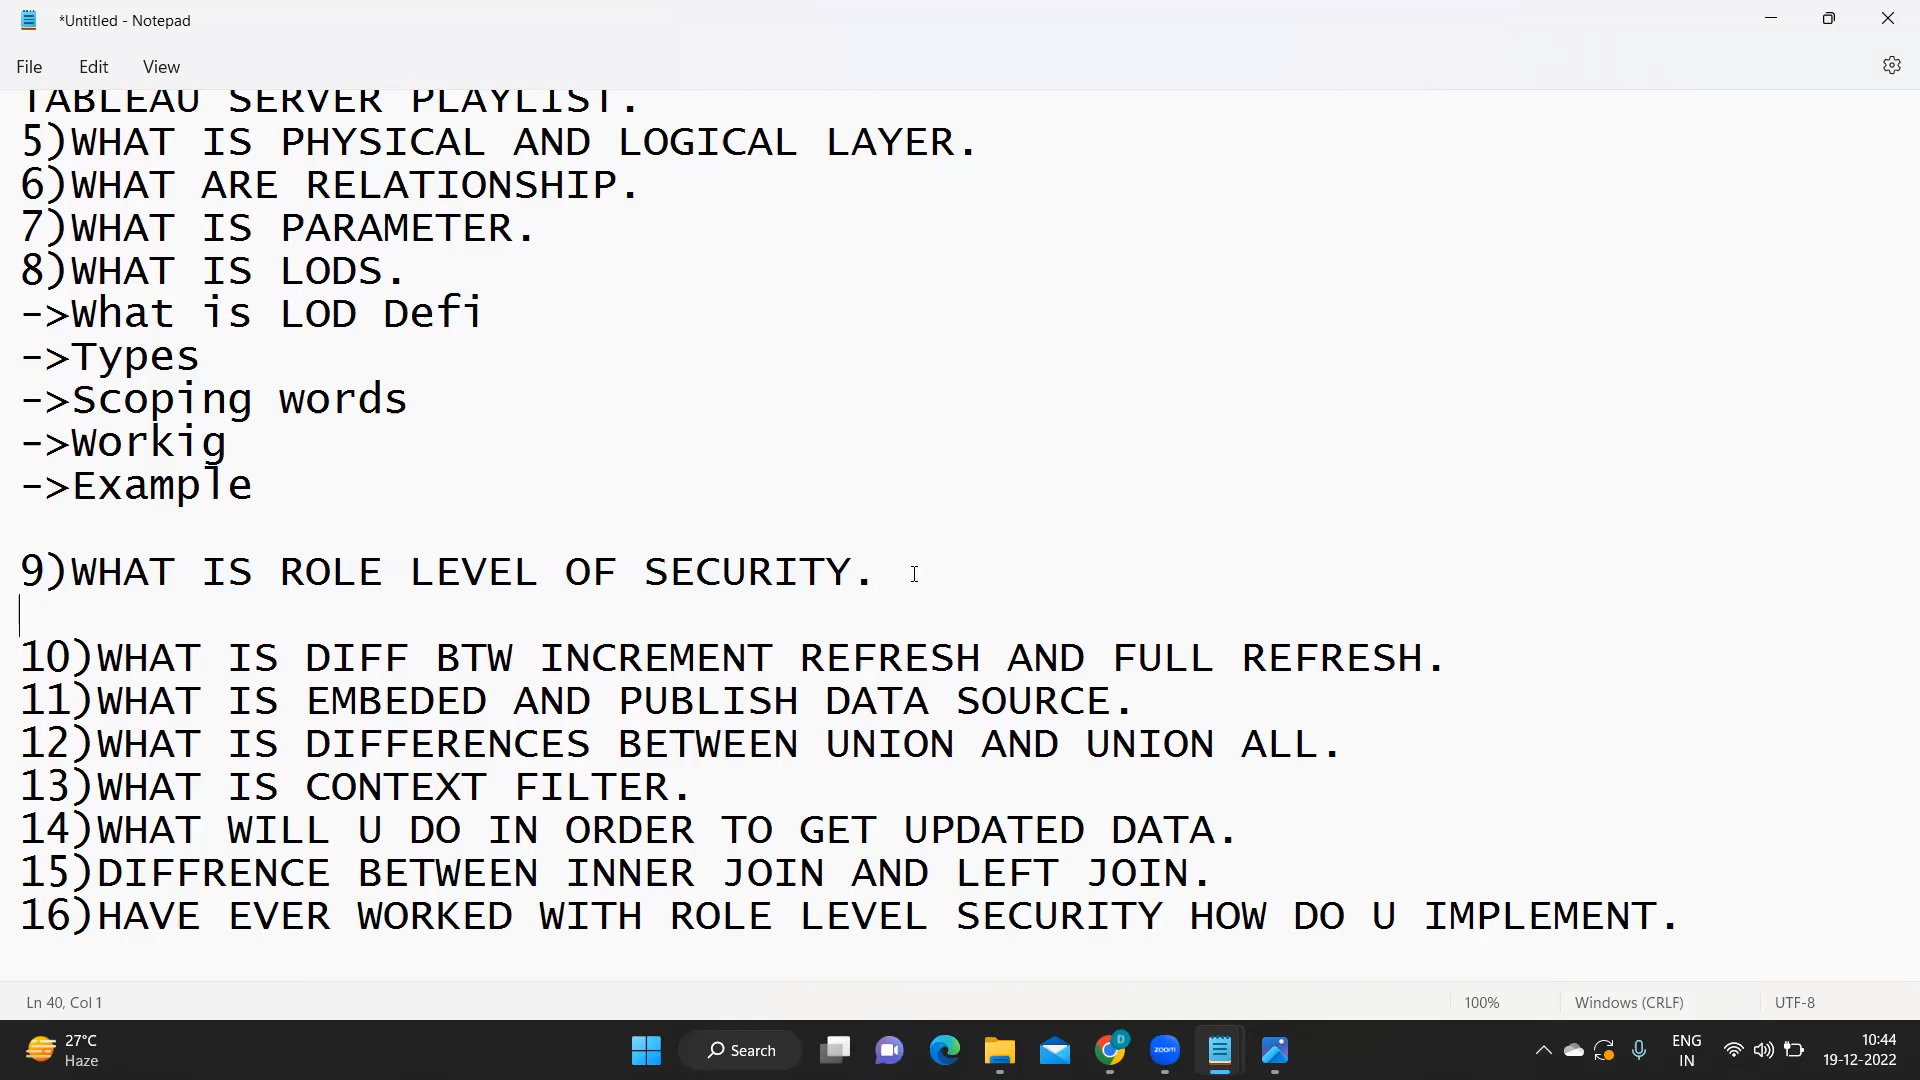 *Untitled - Notepad
File Edit View
TABLEAU SERVER PLAYLIST.
5)WHAT IS PHYSICAL AND LOGICAL LAYER.
6)WHAT ARE RELATIONSHIP.
7)WHAT IS PARAMETER.
8)WHAT IS LODS.
->What is LOD Defi
->Types
->Scoping words
->Workig
->Example
9)WHAT IS ROLE LEVEL OF SECURITY.
10)WHAT IS DIFF BTW INCREMENT REFRESH AND FULL REFRESH.
11)WHAT IS EMBEDED AND PUBLISH DATA SOURCE.
12)WHAT IS DIFFERENCES BETWEEN UNION AND UNION ALL.
13)WHAT IS CONTEXT FILTER.
14)WHAT WILL U DO IN ORDER TO GET UPDATED DATA.
15)DIFFRENCE BETWEEN INNER JOIN AND LEFT JOIN.
16)HAVE EVER WORKED WITH ROLE LEVEL SECURITY HOW DO U IMPLEMENT.
Ln 40, Col 1 100% Windows (CRLF) UTF-8
27°C
Haze
Search
D
zoom
ENG
IN
10:44
19-12-2022